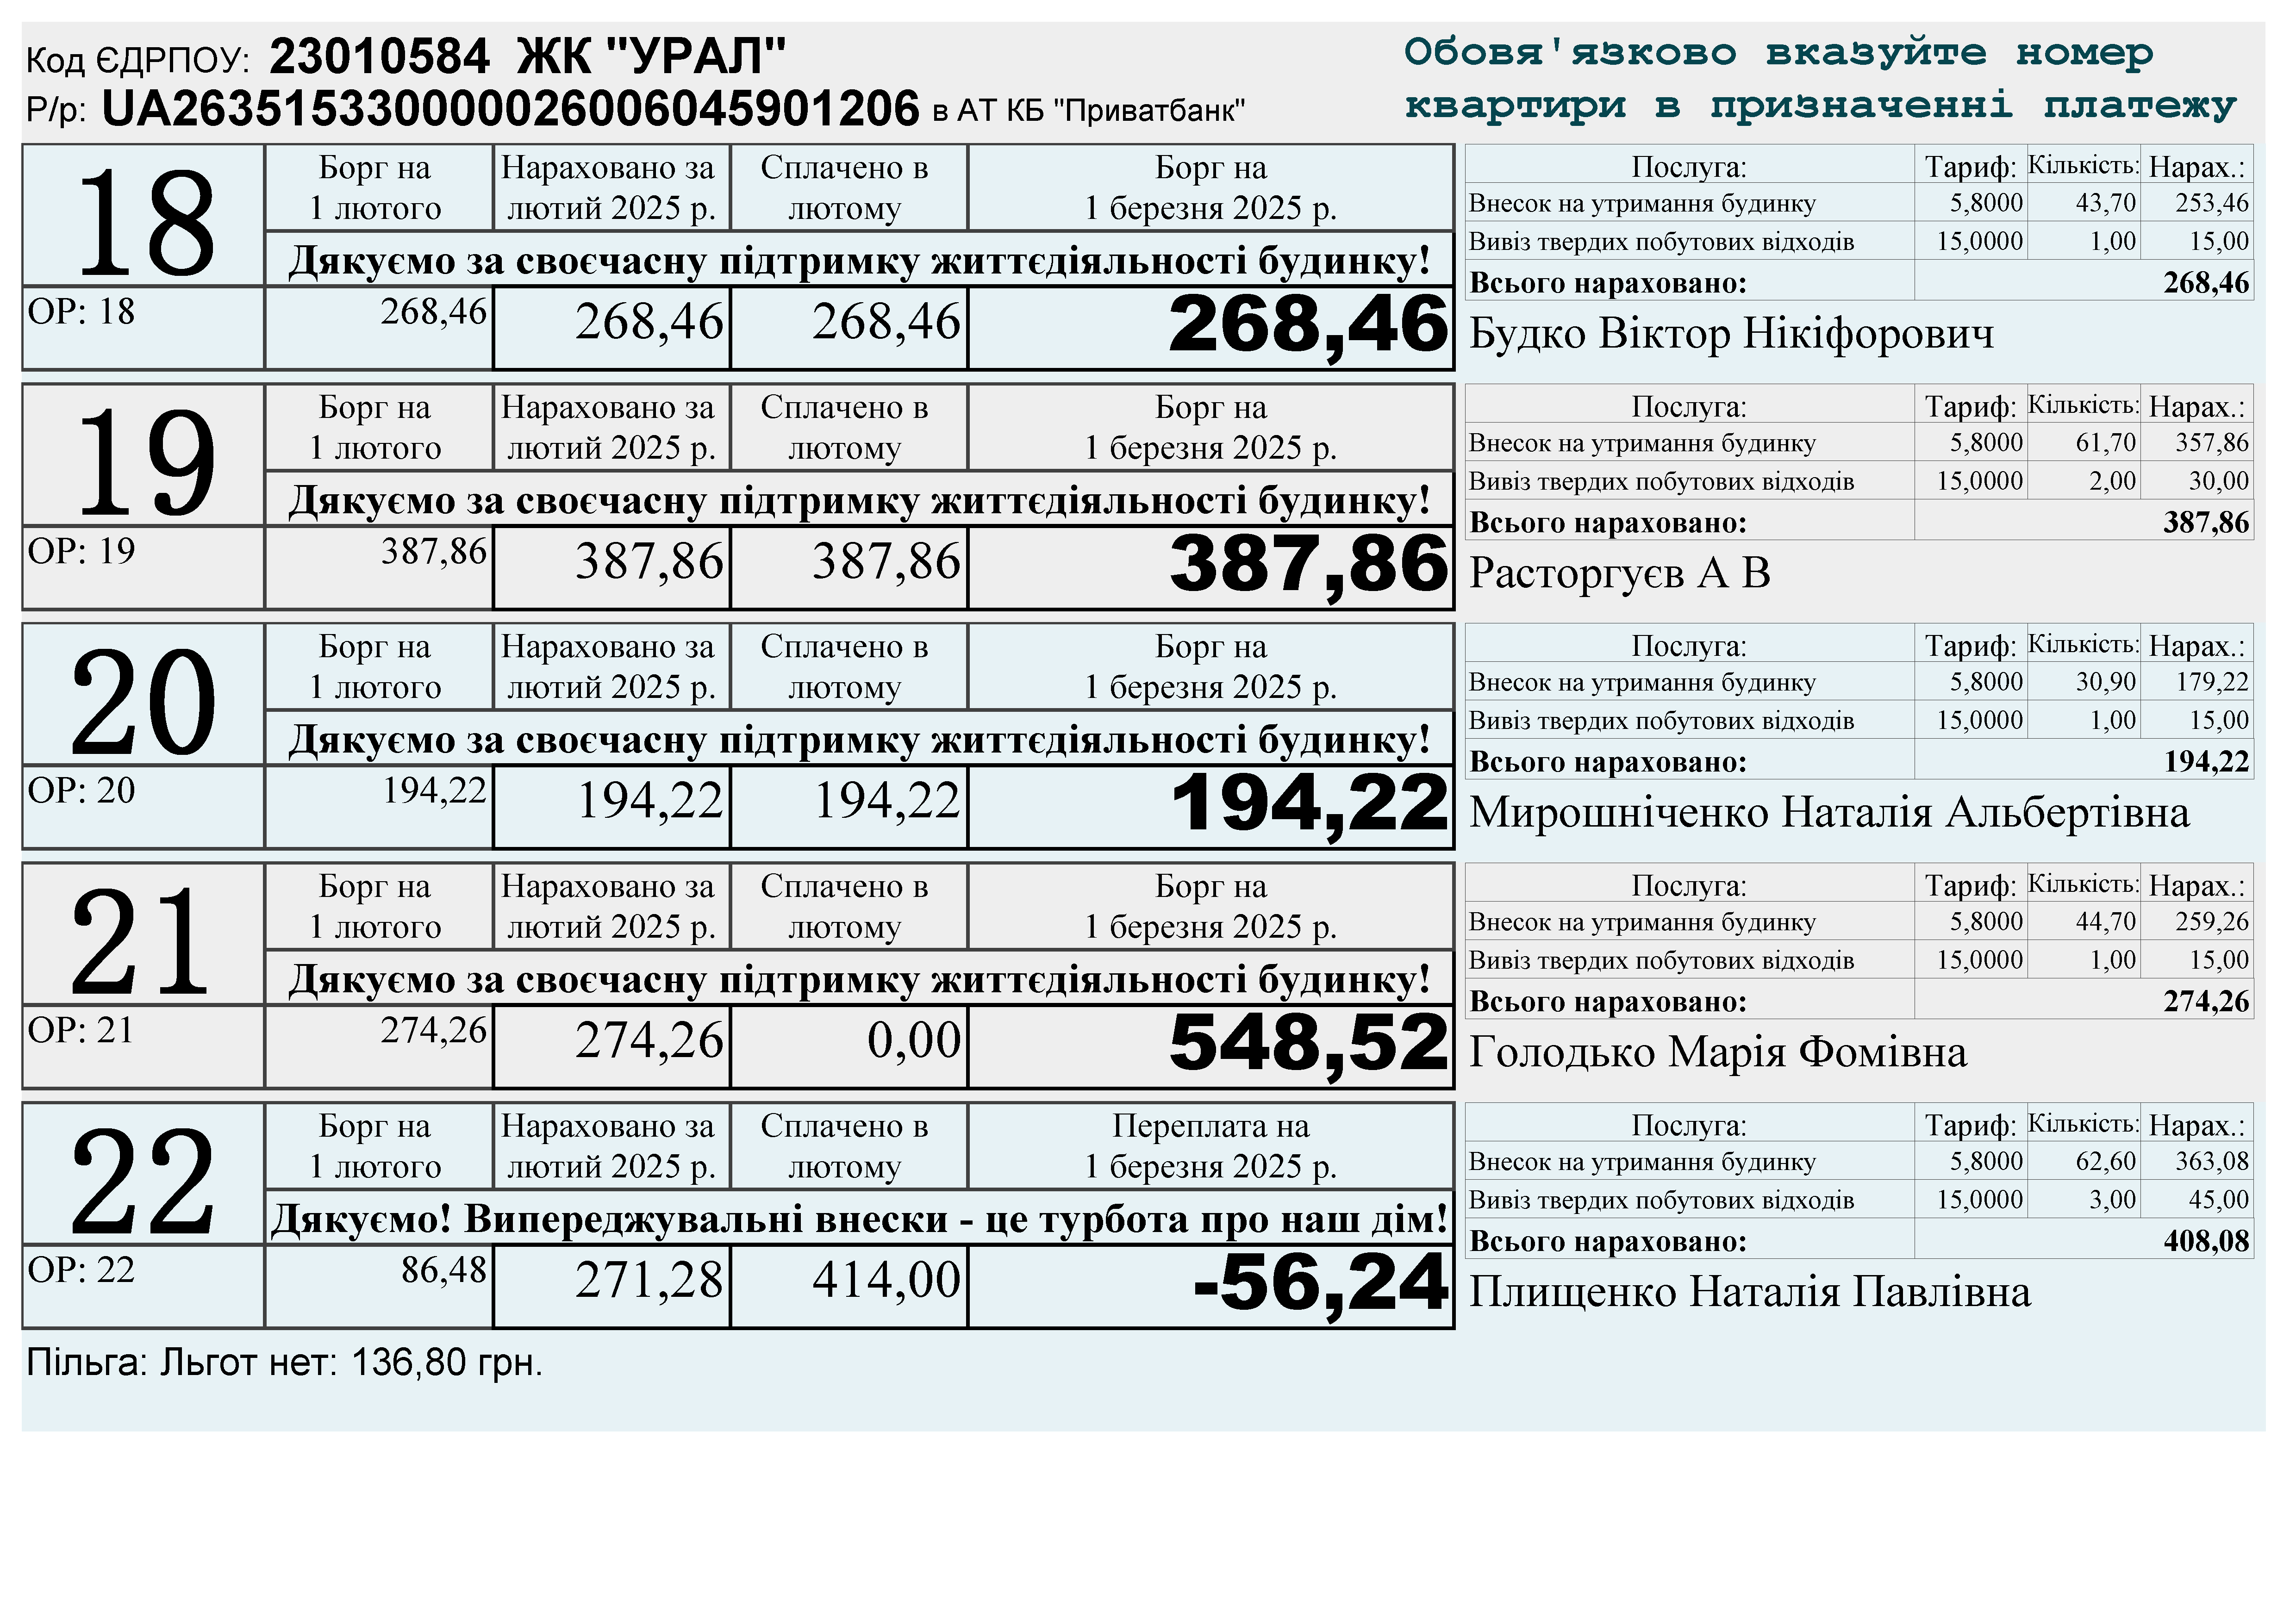 Код ЄДРПОУ: 23010584 ЖК "УРАЛ"
Р/р: UA263515330000026006045901206 в АТ КБ "Приватбанк"
Обовя'язково вказуйте номер
квартири в призначенні платежу
18
Борг на 1 лютого
Нараховано за лютий 2025 р.
Сплачено в лютому
Борг на 1 березня 2025 р.
Дякуємо за своєчасну підтримку життєдіяльності будинку!
ОР: 18 268,46 268,46 268,46 268,46
Послуга: Тариф: Кількість: Нарах.:
Внесок на утримання будинку 5,8000 43,70 253,46
Вивіз твердих побутових відходів 15,0000 1,00 15,00
Всього нараховано: 268,46
Будко Віктор Нікіфорович
19
Борг на 1 лютого
Нараховано за лютий 2025 р.
Сплачено в лютому
Борг на 1 березня 2025 р.
Дякуємо за своєчасну підтримку життєдіяльності будинку!
ОР: 19 387,86 387,86 387,86 387,86
Послуга: Тариф: Кількість: Нарах.:
Внесок на утримання будинку 5,8000 61,70 357,86
Вивіз твердих побутових відходів 15,0000 2,00 30,00
Всього нараховано: 387,86
Расторгуєв А В
20
Борг на 1 лютого
Нараховано за лютий 2025 р.
Сплачено в лютому
Борг на 1 березня 2025 р.
Дякуємо за своєчасну підтримку життєдіяльності будинку!
ОР: 20 194,22 194,22 194,22 194,22
Послуга: Тариф: Кількість: Нарах.:
Внесок на утримання будинку 5,8000 30,90 179,22
Вивіз твердих побутових відходів 15,0000 1,00 15,00
Всього нараховано: 194,22
Мирошніченко Наталія Альбертівна
21
Борг на 1 лютого
Нараховано за лютий 2025 р.
Сплачено в лютому
Борг на 1 березня 2025 р.
Дякуємо за своєчасну підтримку життєдіяльності будинку!
ОР: 21 274,26 274,26 0,00 548,52
Послуга: Тариф: Кількість: Нарах.:
Внесок на утримання будинку 5,8000 44,70 259,26
Вивіз твердих побутових відходів 15,0000 1,00 15,00
Всього нараховано: 274,26
Голодько Марія Фомівна
22
Борг на 1 лютого
Нараховано за лютий 2025 р.
Сплачено в лютому
Переплата на 1 березня 2025 р.
Дякуємо! Випереджувальні внески - це турбота про наш дім!
ОР: 22 86,48 271,28 414,00 -56,24
Послуга: Тариф: Кількість: Нарах.:
Внесок на утримання будинку 5,8000 62,60 363,08
Вивіз твердих побутових відходів 15,0000 3,00 45,00
Всього нараховано: 408,08
Плищенко Наталія Павлівна
Пільга: Льгот нет: 136,80 грн.